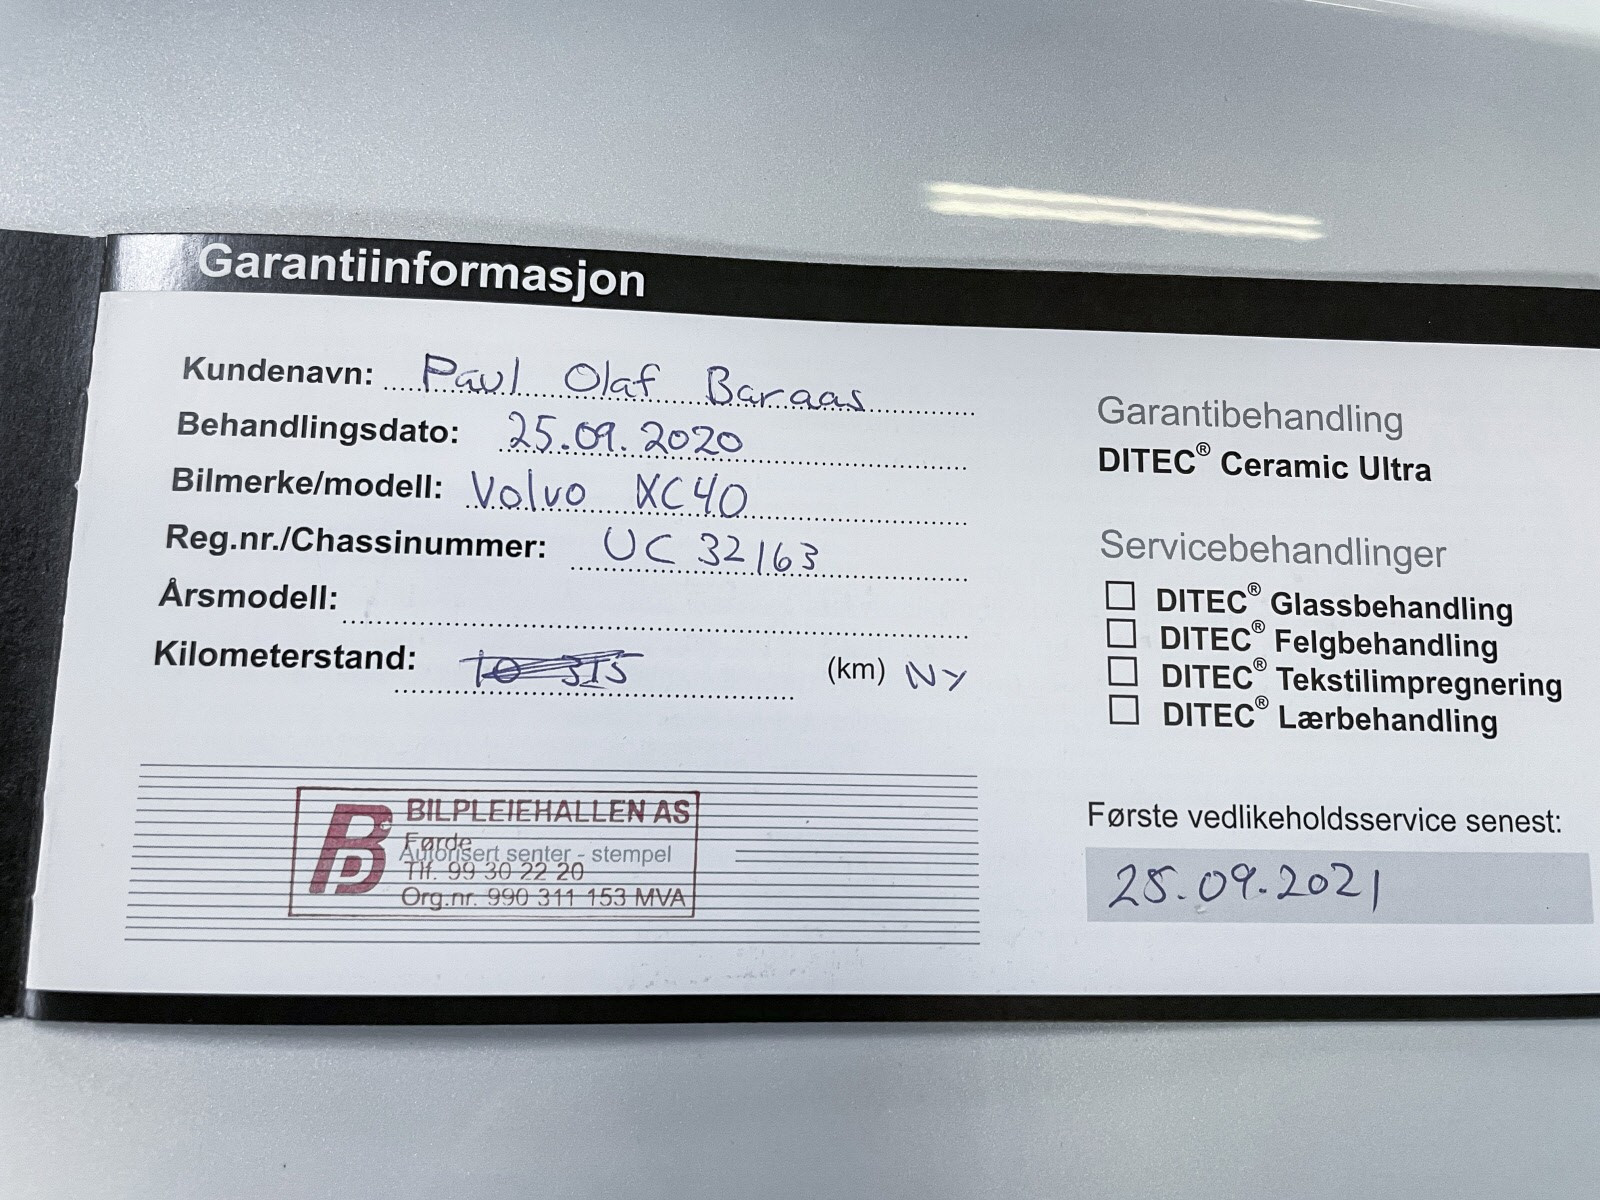 Garantiinformasjon
Kundenavn: Paul Olaf Baraas
Behandlingsdato: 25.09.2020
Bilmerke/modell: Volvo XC40
Reg.nr./Chassinummer: UC 32163
Årsmodell:
Kilometerstand: (km) NY
BILPLEIEHALLEN AS
Førde
Autorisert senter - stempel
Tlf. 99 30 22 20
Org.nr. 990 311 153 MVA
Garantibehandling
DITEC® Ceramic Ultra
Servicebehandlinger
DITEC® Glassbehandling
DITEC® Felgbehandling
DITEC® Tekstilimpregnering
DITEC® Lærbehandling
Første vedlikeholdsservice senest:
25.09.2021